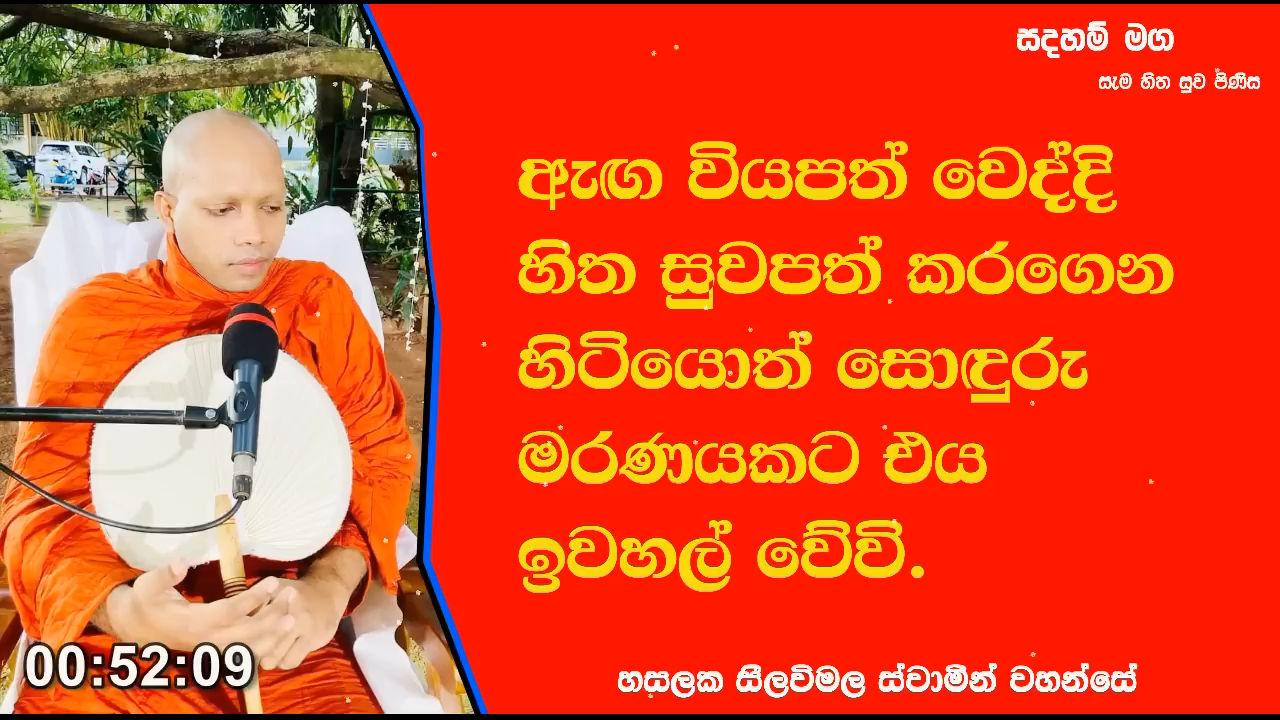 සදහම් මග
සැම හිත සුව පිණිස
ඇඟ වියපත් වෙද්දි
හිත සුවපත් කරගෙන
හිටියොත් සොඳුරු
මරණයකට එය
ඉවහල් වේවි.
හසලක සීලවිමල ස්වාමීන් වහන්සේ
00:52:09